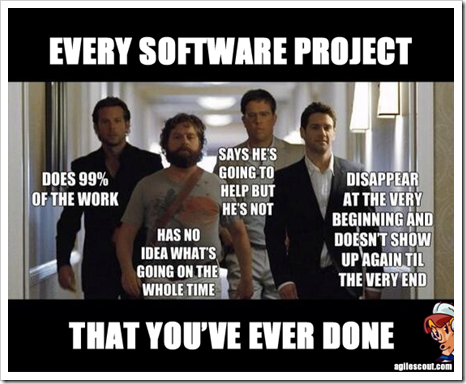 EVERY SOFTWARE PROJECT
DOES 99%
OF THE WORK
HAS NO
IDEA WHAT'S
GOING ON THE
WHOLE TIME
SAYS HE'S
GOING TO
HELP BUT
HE'S NOT
DISAPPEAR
AT THE VERY
BEGINNING AND
DOESN'T SHOW
UP AGAIN TIL
THE VERY END
THAT YOU'VE EVER DONE
agilescout.com